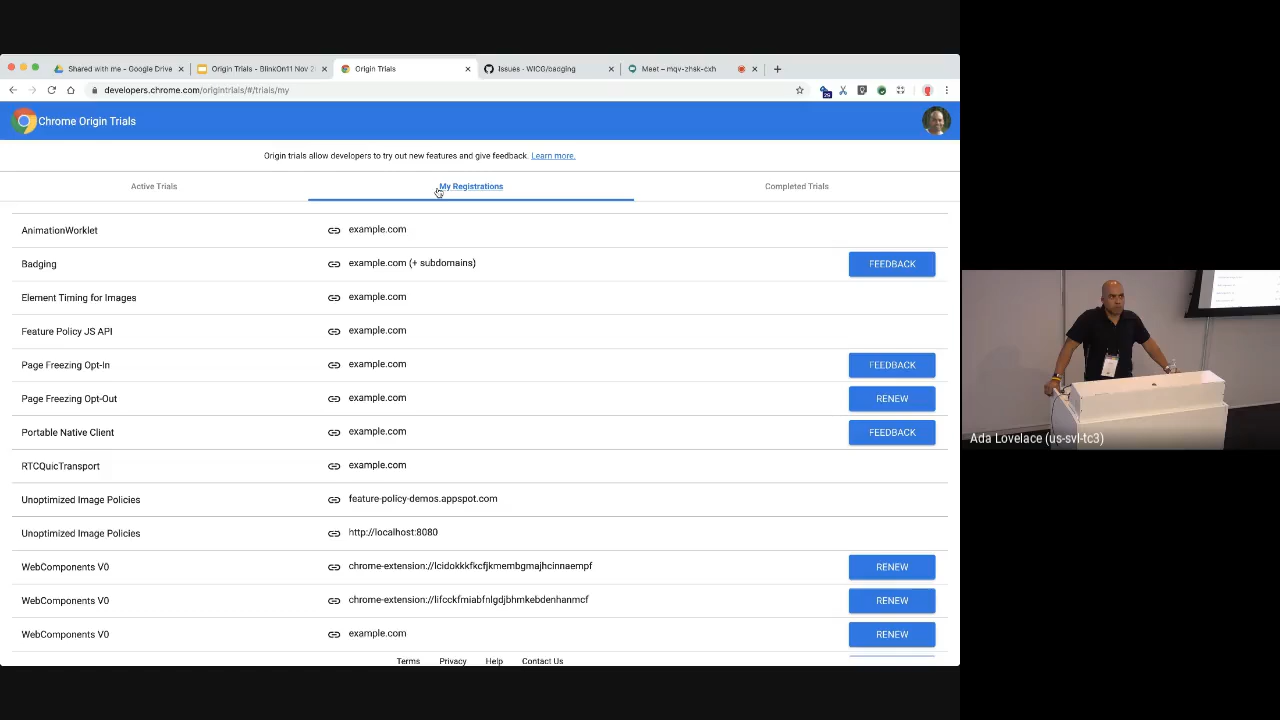 Shared with me - Google Drive
Origin Trials - BlinkOn11 Nov 2
Origin Trials
Issues · WICG/badging
Meet – mqv-zhsk-cxh
developers.chrome.com/origintrials/#/trials/my
Chrome Origin Trials
Origin trials allow developers to try out new features and give feedback. Learn more.
Active Trials
My Registrations
Completed Trials
AnimationWorklet example.com
Badging example.com (+ subdomains) FEEDBACK
Element Timing for Images example.com
Feature Policy JS API example.com
Page Freezing Opt-In example.com FEEDBACK
Page Freezing Opt-Out example.com RENEW
Portable Native Client example.com FEEDBACK
RTCQuicTransport example.com
Unoptimized Image Policies feature-policy-demos.appspot.com
Unoptimized Image Policies http://localhost:8080
WebComponents V0 chrome-extension://lcidokkkfkcfjkmembgmajhcinnaempf RENEW
WebComponents V0 chrome-extension://lifcckfmiabfnlgdjbhmkebdenhanmcf RENEW
WebComponents V0 example.com RENEW
Terms Privacy Help Contact Us
Ada Lovelace (us-svl-tc3)